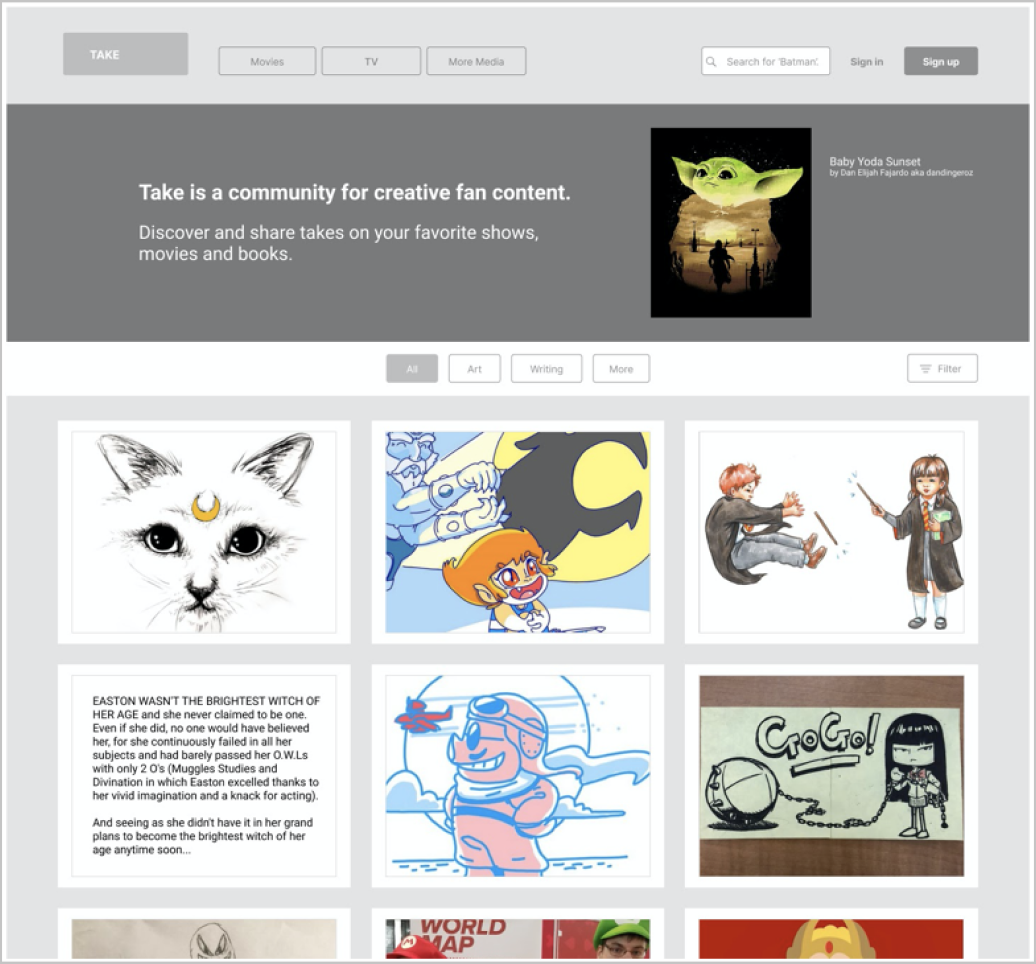 TAKE
Movies
TV
More Media
Search for 'Batman'.
Sign in
Sign up
Take is a community for creative fan content.
Discover and share takes on your favorite shows,
movies and books.
Baby Yoda Sunset
by Dan Elijah Fajardo aka dandingeroz
All
Art
Writing
More
Filter
EASTON WASN'T THE BRIGHTEST WITCH OF
HER AGE and she never claimed to be one.
Even if she did, no one would have believed
her, for she continuously failed in all her
subjects and had barely passed her O.W.Ls
with only 2 O's (Muggles Studies and
Divination in which Easton excelled thanks to
her vivid imagination and a knack for acting).
And seeing as she didn't have it in her grand
plans to become the brightest witch of her
age anytime soon...
GoGo!
M
WORLD
MAP